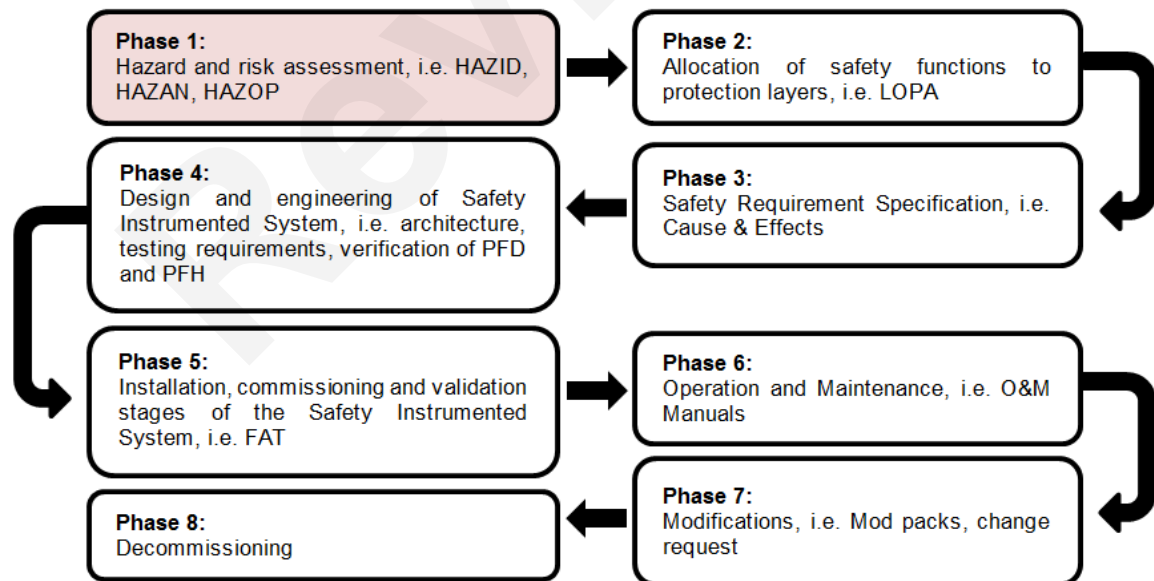 Phase 1:
Hazard and risk assessment, i.e. HAZID,
HAZAN, HAZOP
Phase 2:
Allocation of safety functions to
protection layers, i.e. LOPA
Phase 4:
Design and engineering of Safety
Instrumented System, i.e. architecture,
testing requirements, verification of PFD
and PFH
Phase 3:
Safety Requirement Specification, i.e.
Cause & Effects
Phase 5:
Installation, commissioning and validation
stages of the Safety Instrumented
System, i.e. FAT
Phase 6:
Operation and Maintenance, i.e. O&M
Manuals
Phase 8:
Decommissioning
Phase 7:
Modifications, i.e. Mod packs, change
request